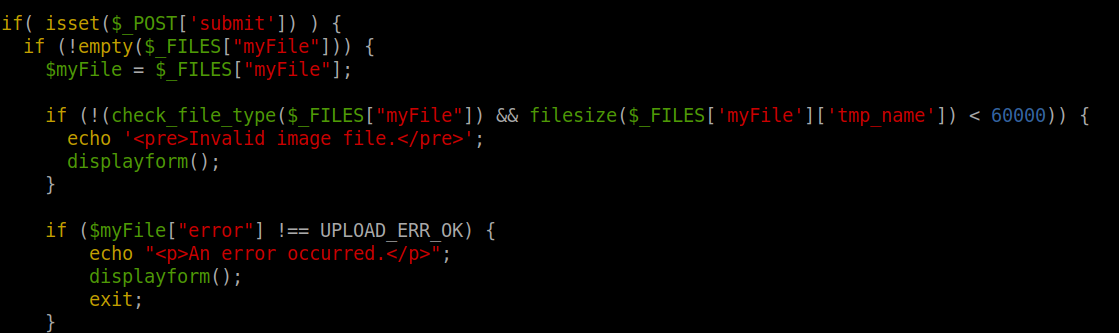 if( isset($_POST['submit']) ) {
  if (!empty($_FILES["myFile"])) {
    $myFile = $_FILES["myFile"];

    if (!(check_file_type($_FILES["myFile"]) && filesize($_FILES['myFile']['tmp_name']) < 60000)) {
      echo '<pre>Invalid image file.</pre>';
      displayform();
    }

    if ($myFile["error"] !== UPLOAD_ERR_OK) {
        echo "<p>An error occurred.</p>";
        displayform();
        exit;
    }